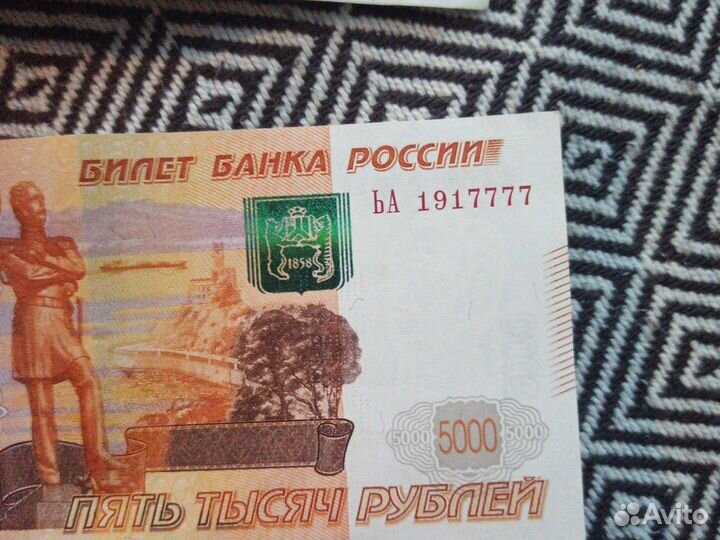 БИЛЕТ БАНКА РОССИИ
ЬА 1917777
1858
5000 5000 5000
ПЯТЬ ТЫСЯЧ РУБЛЕЙ
Avito